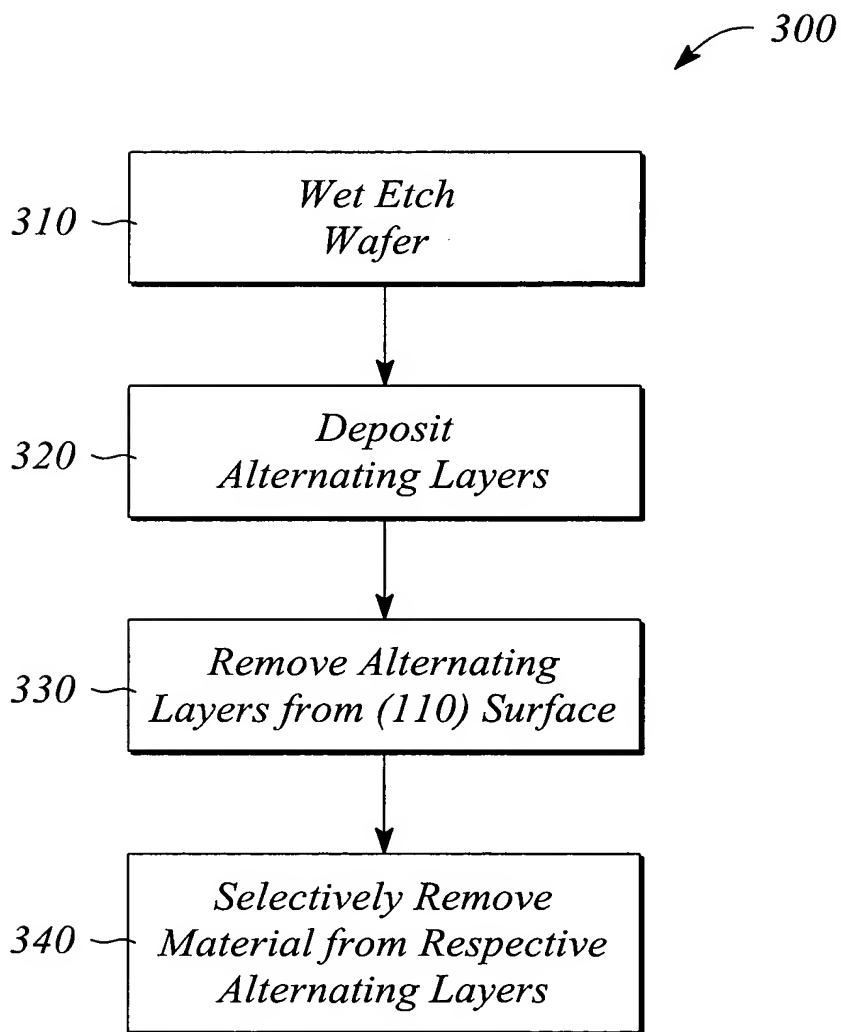 300
310
Wet Etch
Wafer
320
Deposit
Alternating Layers
330
Remove Alternating
Layers from (110) Surface
340
Selectively Remove
Material from Respective
Alternating Layers